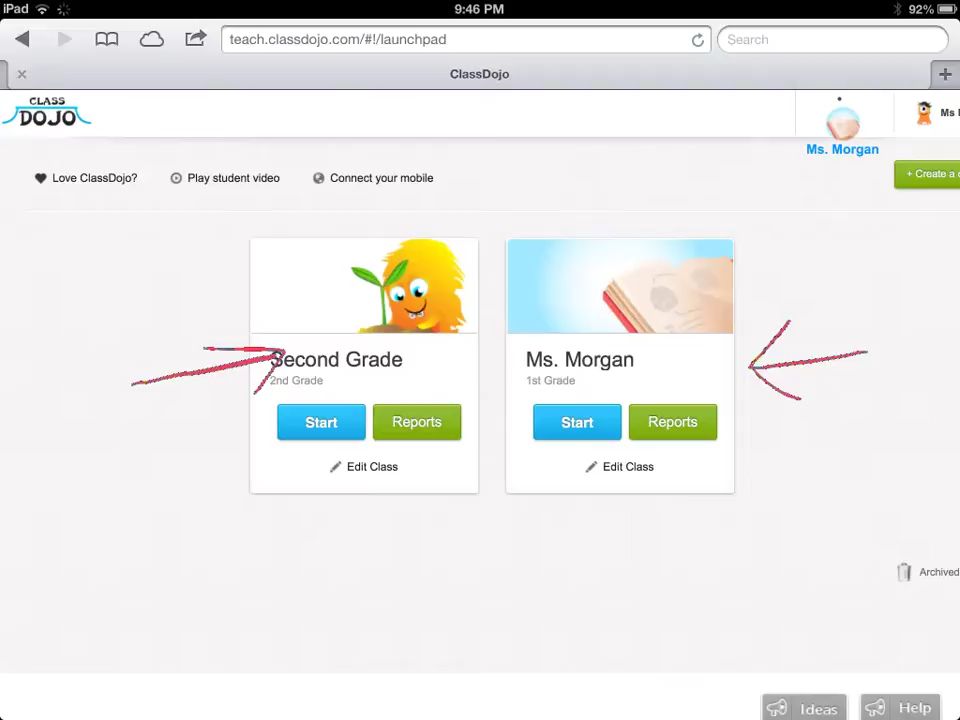 iPad 9:46 PM 92%
teach.classdojo.com/#!/launchpad Search
ClassDojo
CLASS
DOJO
Ms
Ms. Morgan
Love ClassDojo? Play student video Connect your mobile
+ Create a
Second Grade
2nd Grade
Start Reports
Edit Class
Ms. Morgan
1st Grade
Start Reports
Edit Class
Archived
Ideas Help